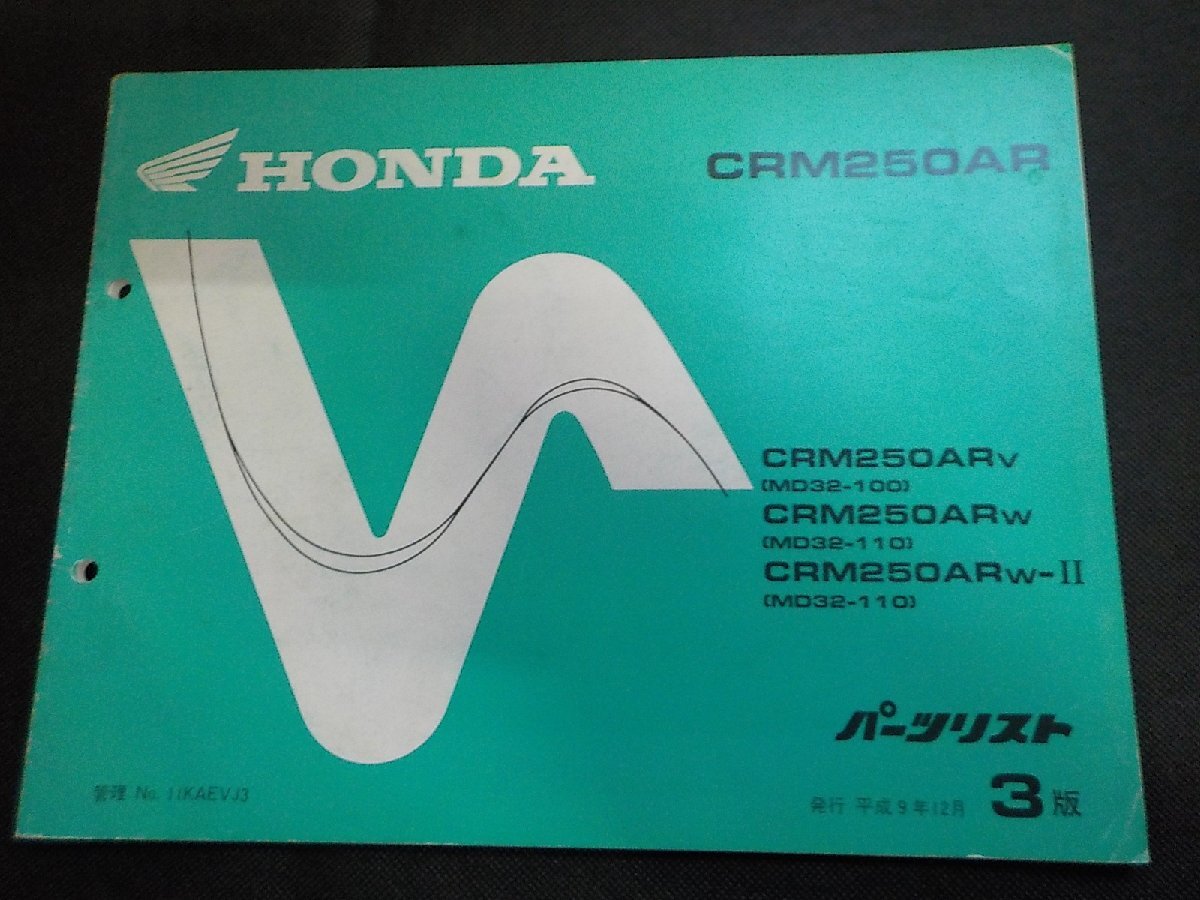 HONDA
CRM250AR
CRM250ARV
(MD32-100)
CRM250ARW
(MD32-110)
CRM250ARW-II
(MD32-110)
パーツリスト
管理 No. 11KAEVJ3
発行 平成9年12月 3版